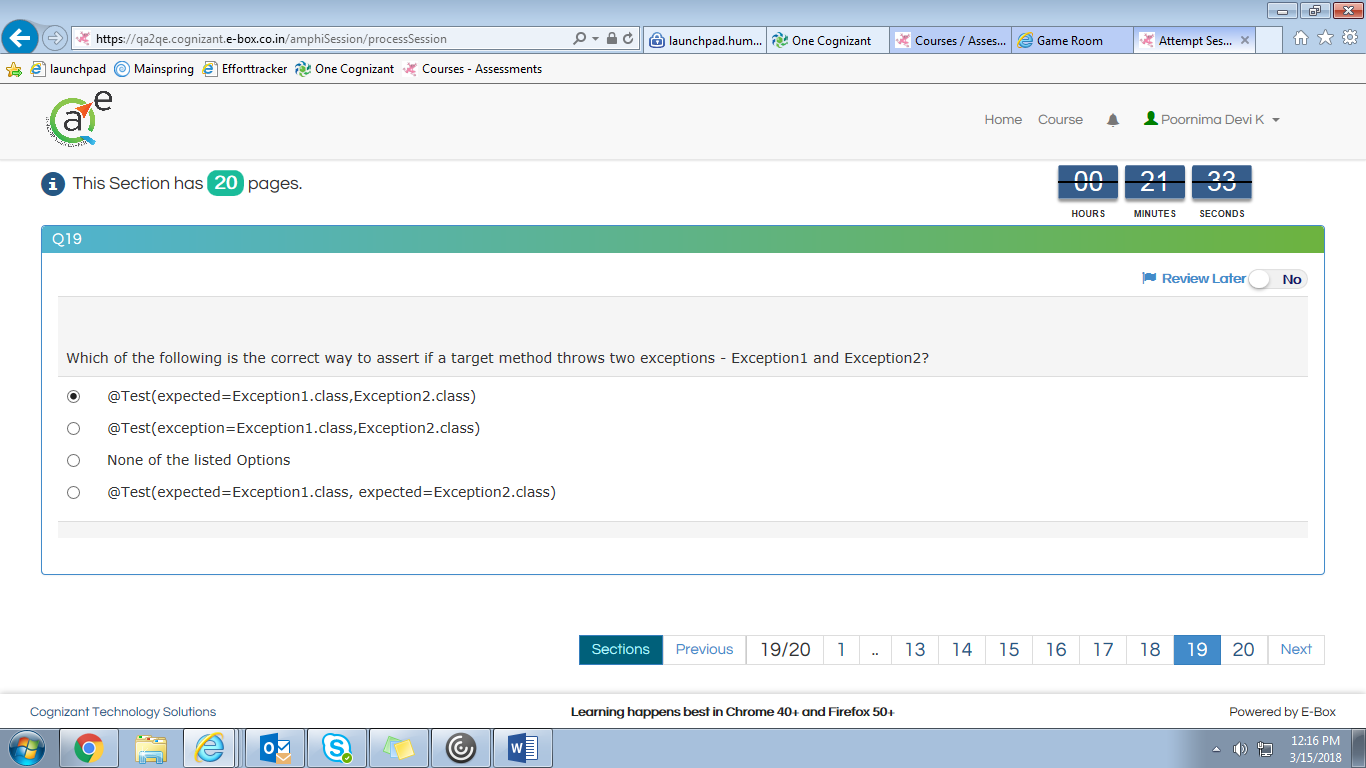 https://qa2qe.cognizant.e-box.co.in/amphiSession/processSession
launchpad.hum...
One Cognizant
Courses / Asses...
Game Room
Attempt Ses...
launchpad
Mainspring
Efforttracker
One Cognizant
Courses - Assessments
a e
Home
Course
Poornima Devi K
This Section has 20 pages.
00 21 33
HOURS MINUTES SECONDS
Q19
Review Later No
Which of the following is the correct way to assert if a target method throws two exceptions - Exception1 and Exception2?
@Test(expected=Exception1.class,Exception2.class)
@Test(exception=Exception1.class,Exception2.class)
None of the listed Options
@Test(expected=Exception1.class, expected=Exception2.class)
Sections Previous 19/20 1 .. 13 14 15 16 17 18 19 20 Next
Cognizant Technology Solutions
Learning happens best in Chrome 40+ and Firefox 50+
Powered by E-Box
12:16 PM
3/15/2018